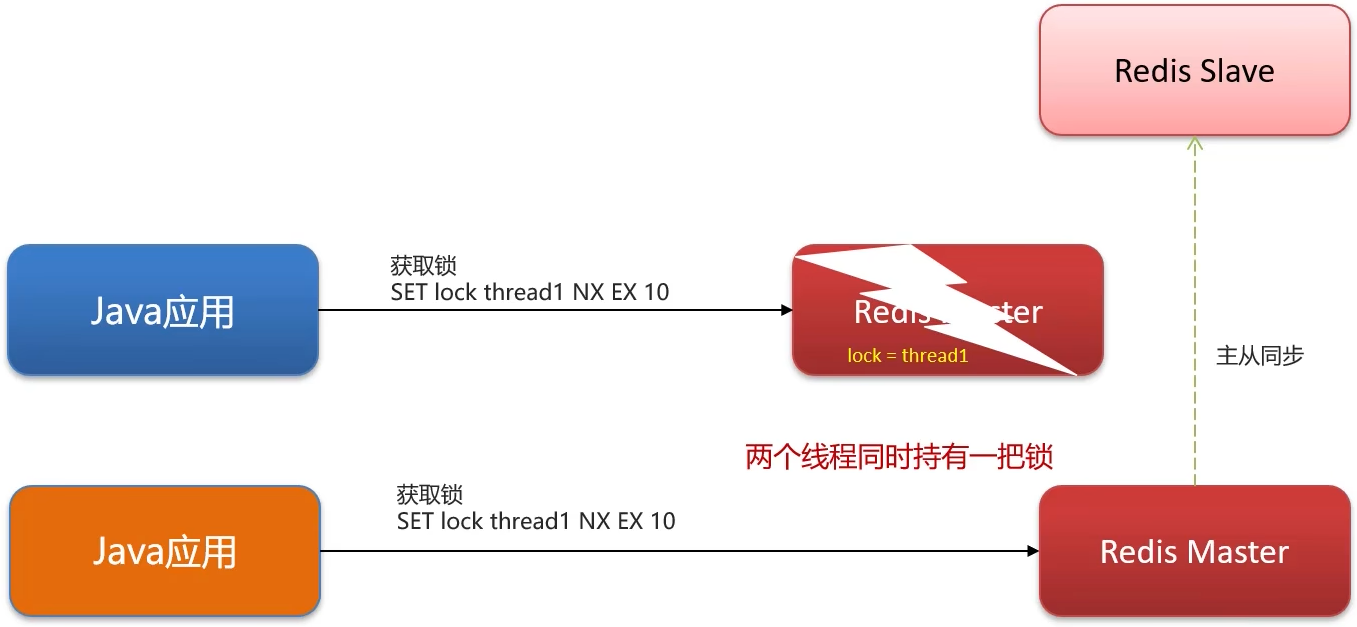 Redis Slave
获取锁
SET lock thread1 NX EX 10
Java应用
Redis
lock = thread1
主从同步
两个线程同时持有一把锁
获取锁
SET lock thread1 NX EX 10
Java应用
Redis Master